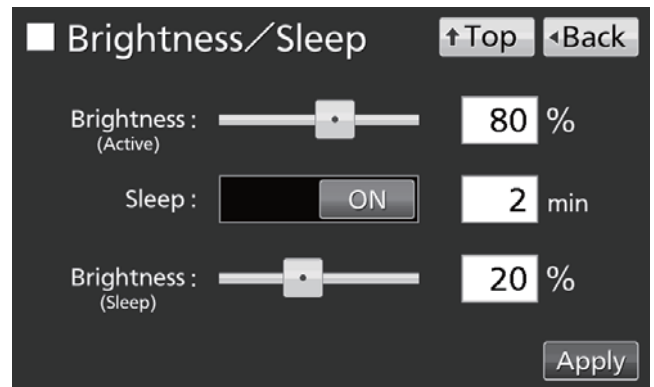 Brightness／Sleep
↑Top
◂Back
Brightness : 80 %
(Active)
Sleep : ON 2 min
Brightness : 20 %
(Sleep)
Apply